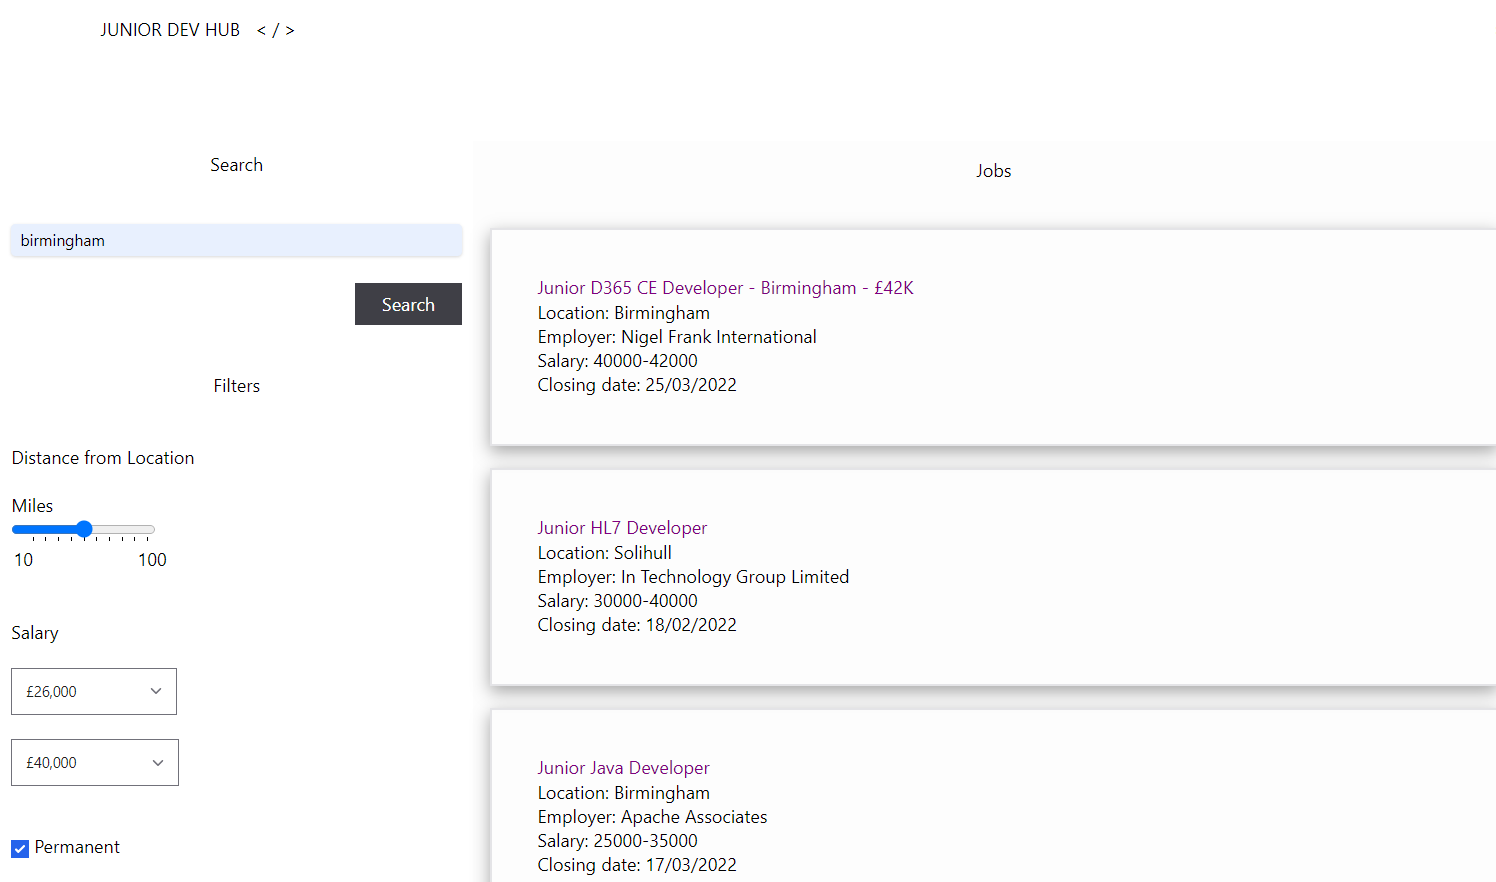 JUNIOR DEV HUB < / >
Search
birmingham
Search
Filters
Distance from Location
Miles
10 100
Salary
£26,000
£40,000
Permanent
Jobs
Junior D365 CE Developer - Birmingham - £42K
Location: Birmingham
Employer: Nigel Frank International
Salary: 40000-42000
Closing date: 25/03/2022
Junior HL7 Developer
Location: Solihull
Employer: In Technology Group Limited
Salary: 30000-40000
Closing date: 18/02/2022
Junior Java Developer
Location: Birmingham
Employer: Apache Associates
Salary: 25000-35000
Closing date: 17/03/2022